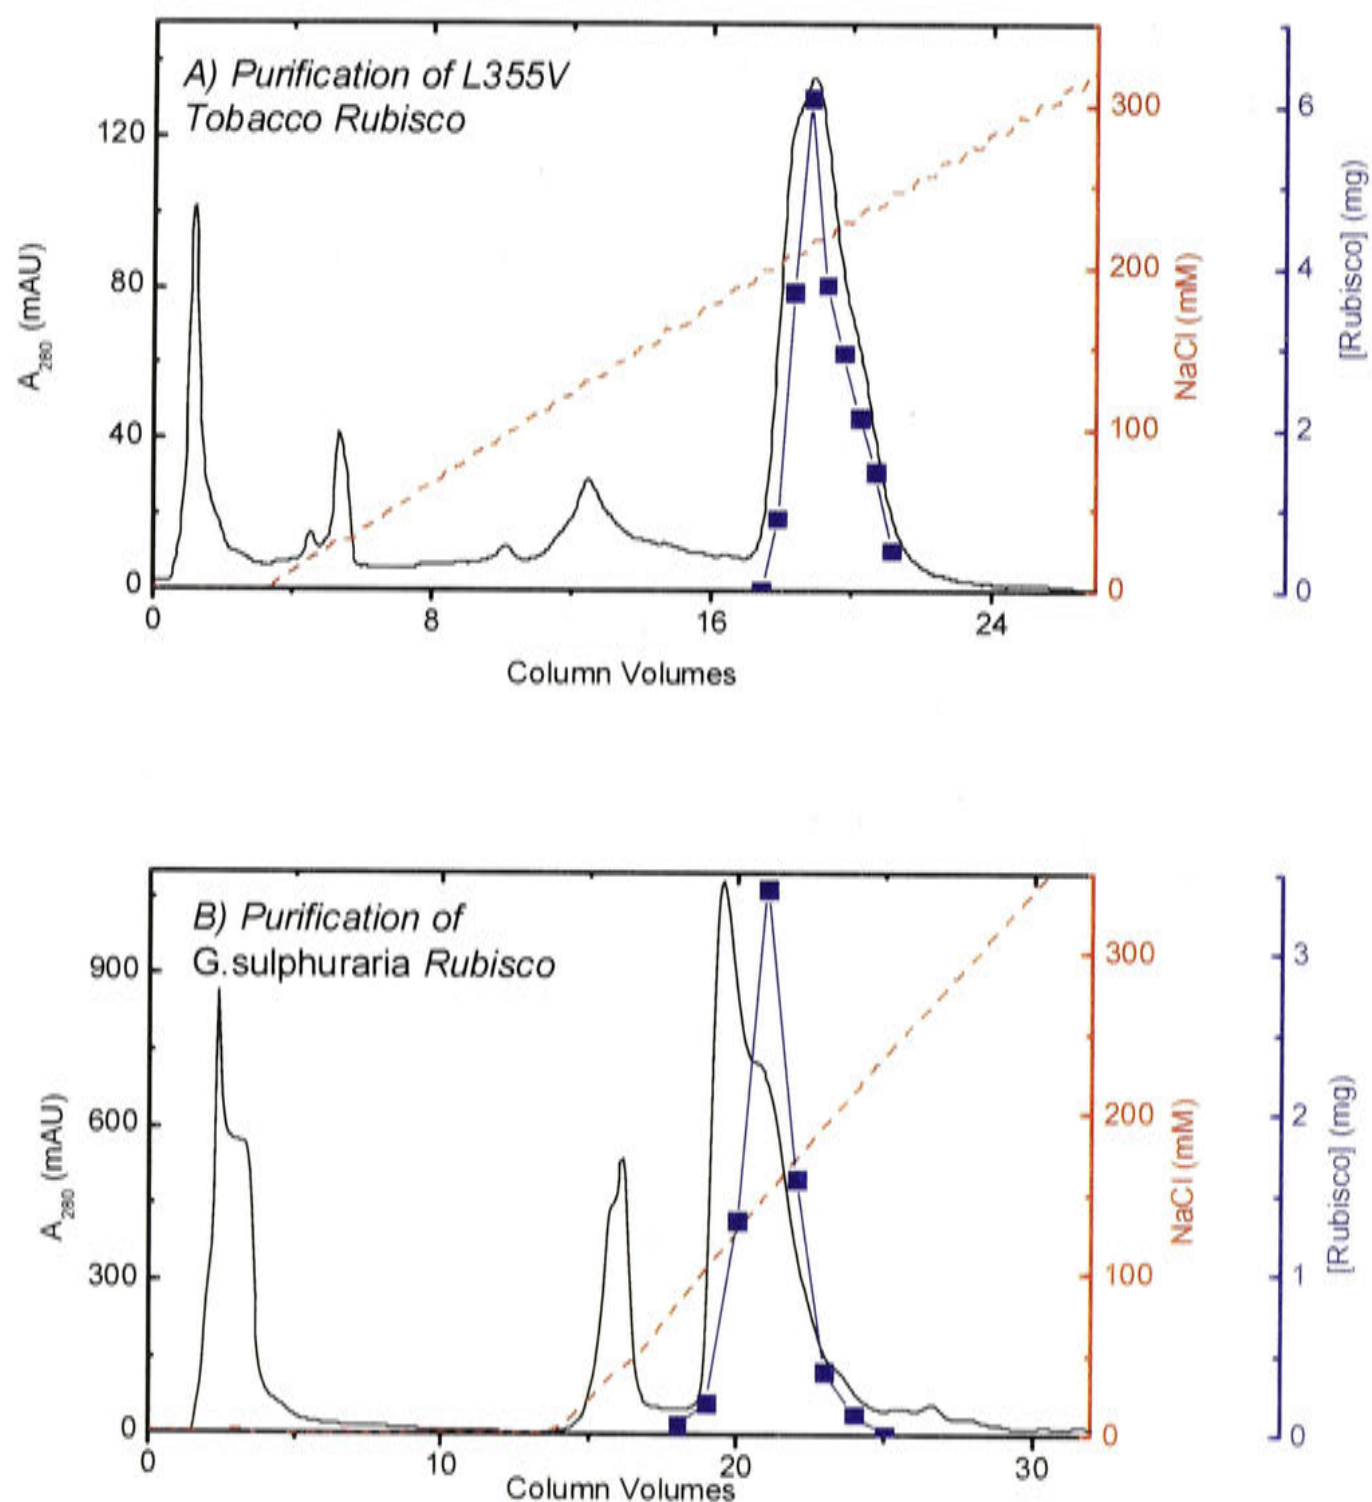 A) Purification of L355V
Tobacco Rubisco
120
80
40
0
A280 (mAU)
0
8
16
24
Column Volumes
300
200
100
0
NaCl (mM)
6
4
2
0
[Rubisco] (mg)
B) Purification of
G.sulphuraria Rubisco
900
600
300
0
A280 (mAU)
0
10
20
30
Column Volumes
300
200
100
0
NaCl (mM)
3
2
1
0
[Rubisco] (mg)